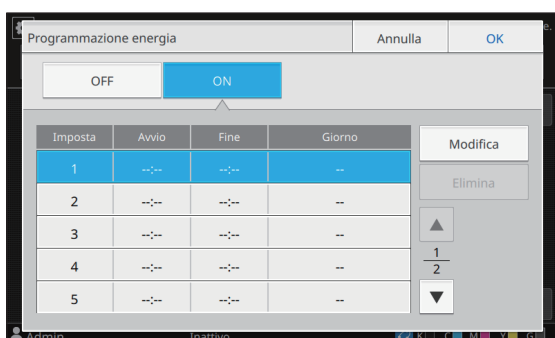 Programmazione energia Annulla OK
e.
OFF ON
Imposta Avvio Fine Giorno
Modifica
1 --:-- --:-- --
Elimina
2 --:-- --:-- --
3 --:-- --:-- --
1
4 --:-- --:-- --
2
5 --:-- --:-- --
Admin Inattivo K C M Y G